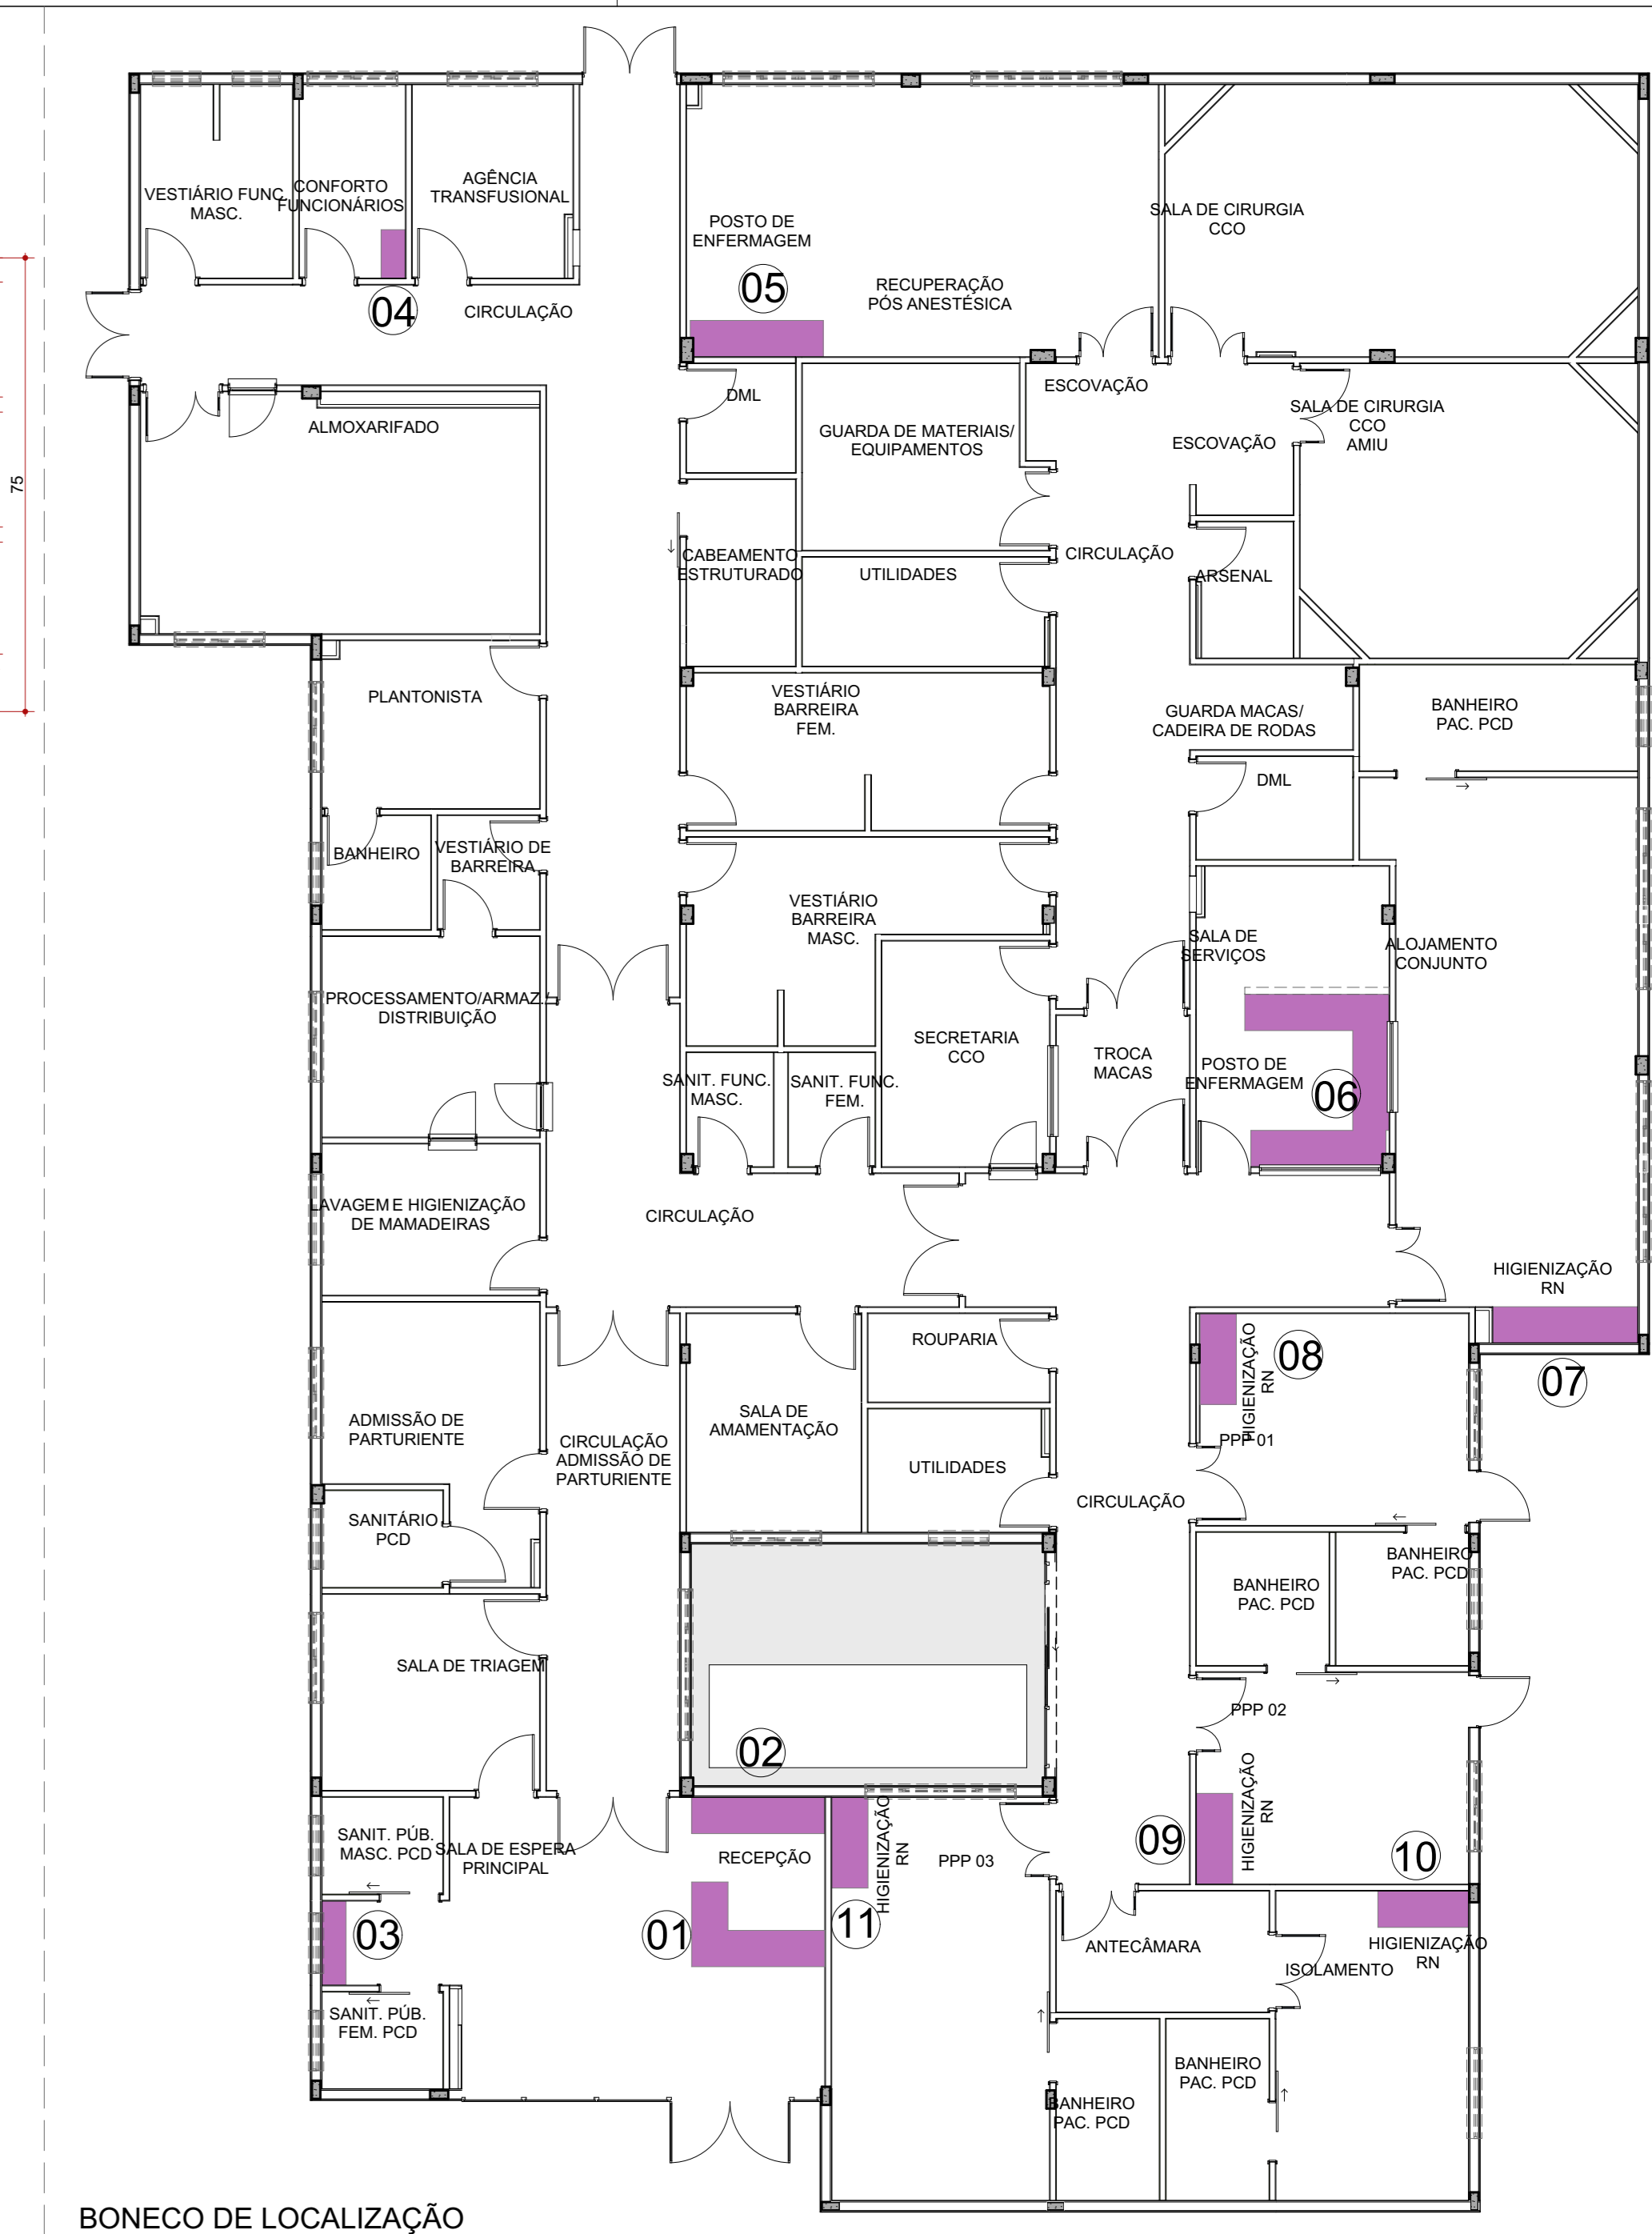 VESTIÁRIO FUNC.
MASC.
CONFORTO
FUNCIONÁRIOS
AGÊNCIA
TRANSFUSIONAL
SALA DE CIRURGIA
CCO
POSTO DE
ENFERMAGEM
05
RECUPERAÇÃO
PÓS ANESTÉSICA
04
CIRCULAÇÃO
75
ALMOXARIFADO
DML
GUARDA DE MATERIAIS/
EQUIPAMENTOS
ESCOVAÇÃO
ESCOVAÇÃO
SALA DE CIRURGIA
CCO
AMIU
CABEAMENTO
ESTRUTURADO
UTILIDADES
CIRCULAÇÃO
ARSENAL
PLANTONISTA
VESTIÁRIO
BARREIRA
FEM.
GUARDA MACAS/
CADEIRA DE RODAS
BANHEIRO
PAC. PCD
DML
BANHEIRO
VESTIÁRIO DE
BARREIRA
VESTIÁRIO
BARREIRA
MASC.
SALA DE
SERVIÇOS
ALOJAMENTO
CONJUNTO
PROCESSAMENTO/ARMAZ./
DISTRIBUIÇÃO
SECRETARIA
CCO
TROCA
MACAS
POSTO DE
ENFERMAGEM
06
SANIT. FUNC.
MASC.
SANIT. FUNC.
FEM.
LAVAGEM E HIGIENIZAÇÃO
DE MAMADEIRAS
CIRCULAÇÃO
HIGIENIZAÇÃO
RN
07
ROUPARIA
HIGIENIZAÇÃO
RN
08
PPP 01
ADMISSÃO DE
PARTURIENTE
CIRCULAÇÃO
ADMISSÃO DE
PARTURIENTE
SALA DE
AMAMENTAÇÃO
UTILIDADES
CIRCULAÇÃO
SANITÁRIO
PCD
BANHEIRO
PAC. PCD
BANHEIRO
PAC. PCD
SALA DE TRIAGEM
PPP 02
02
HIGIENIZAÇÃO
RN
09
10
SANIT. PÚB.
MASC. PCD
SALA DE ESPERA
PRINCIPAL
RECEPÇÃO
HIGIENIZAÇÃO
RN
PPP 03
03
01
11
ANTECÂMARA
HIGIENIZAÇÃO
RN
ISOLAMENTO
SANIT. PÚB.
FEM. PCD
BANHEIRO
PAC. PCD
BANHEIRO
PAC. PCD
BONECO DE LOCALIZAÇÃO